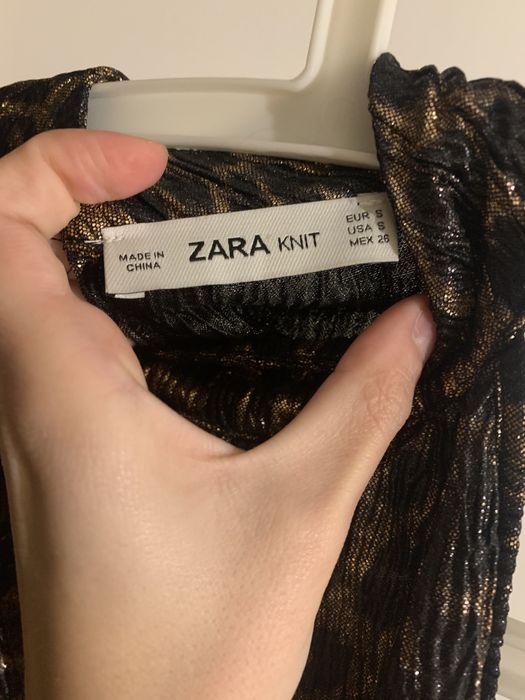 MADE IN
CHINA
ZARA KNIT
EUR S
USA S
MEX 26